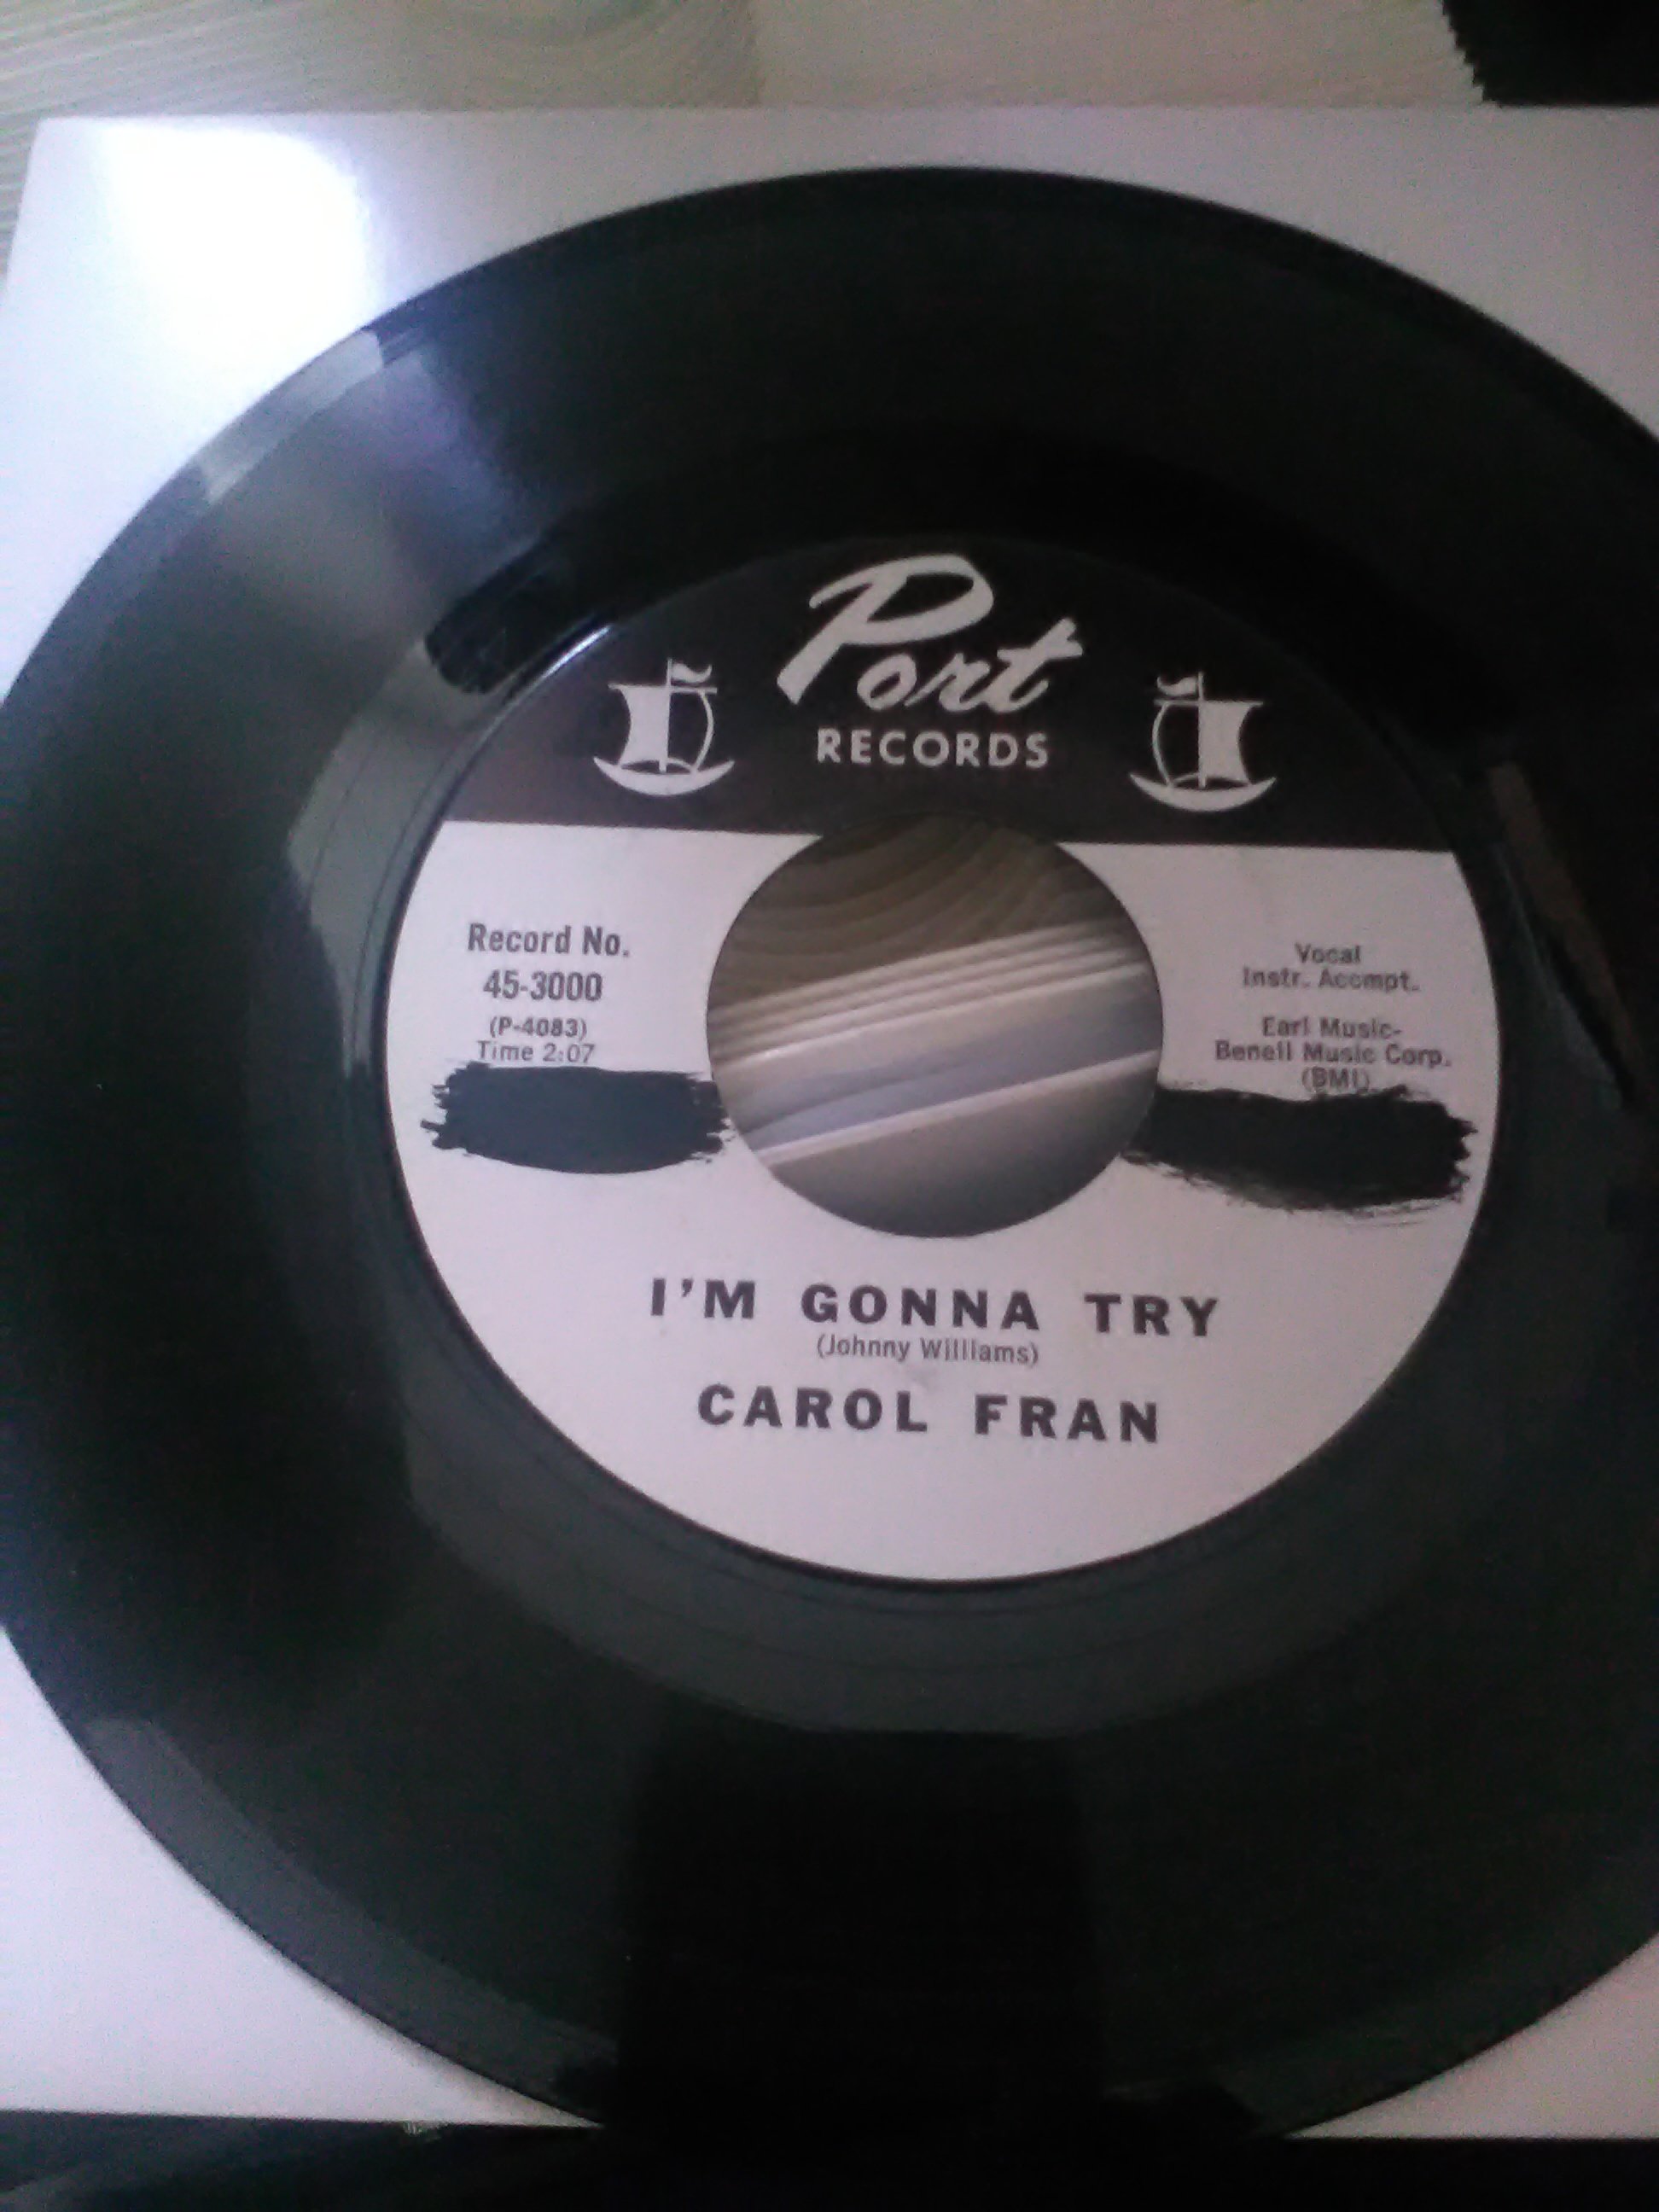 Port
RECORDS
Record No.
45-3000
(P-4083)
Time 2:07
Vocal
Instr. Accmpt.
Earl Music-
Benell Music Corp.
(BMI)
I'M GONNA TRY
(Johnny Williams)
CAROL FRAN